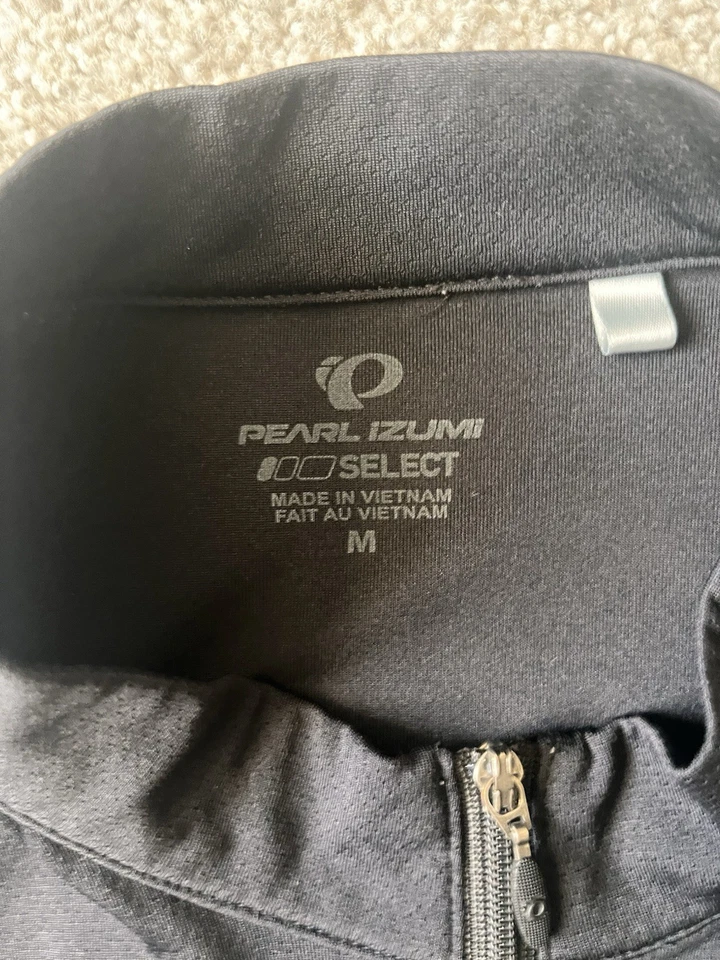 PEARL IZUMI
SELECT
MADE IN VIETNAM
FAIT AU VIETNAM
M